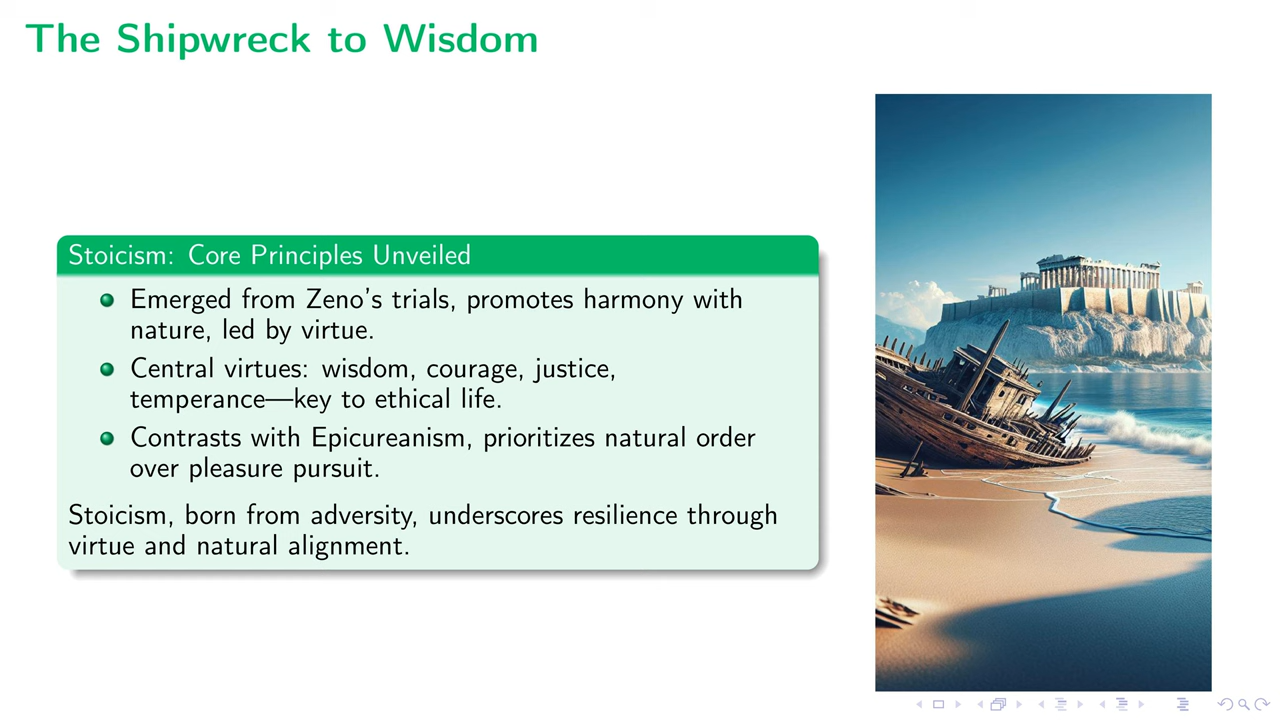 The Shipwreck to Wisdom
Stoicism: Core Principles Unveiled
Emerged from Zeno's trials, promotes harmony with
nature, led by virtue.
Central virtues: wisdom, courage, justice,
temperance—key to ethical life.
Contrasts with Epicureanism, prioritizes natural order
over pleasure pursuit.
Stoicism, born from adversity, underscores resilience through
virtue and natural alignment.